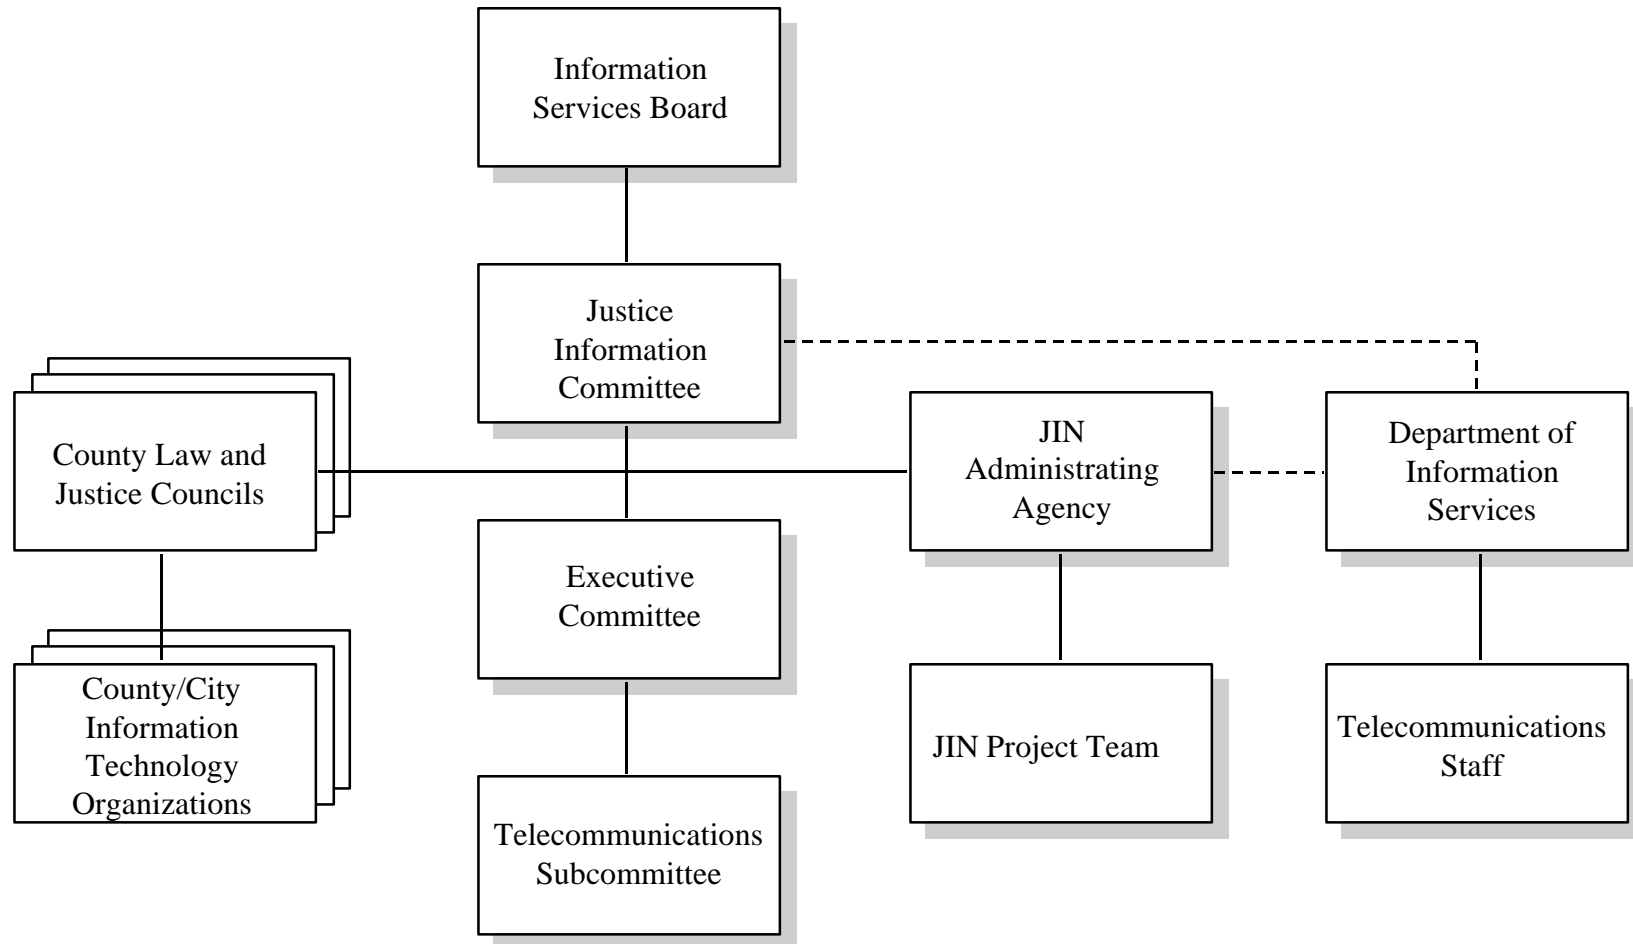 Information
Services Board
Justice
Information
Committee
County Law and
Justice Councils
JIN
Administrating
Agency
Department of
Information
Services
Executive
Committee
County/City
Information
Technology
Organizations
JIN Project Team
Telecommunications
Staff
Telecommunications
Subcommittee